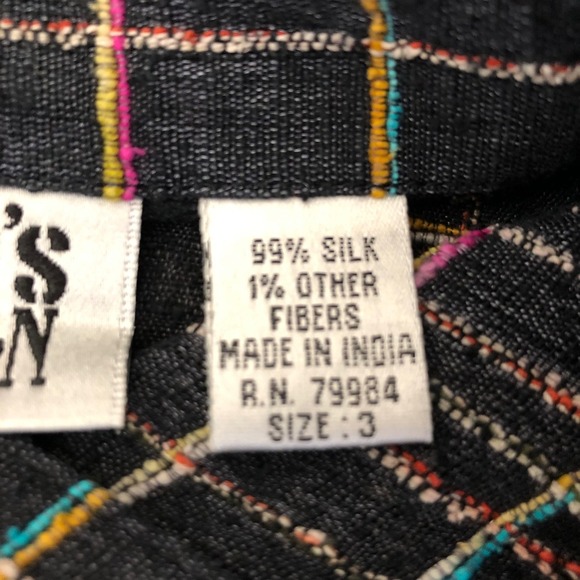 'S
N
99% SILK
1% OTHER
FIBERS
MADE IN INDIA
R.N. 79984
SIZE : 3